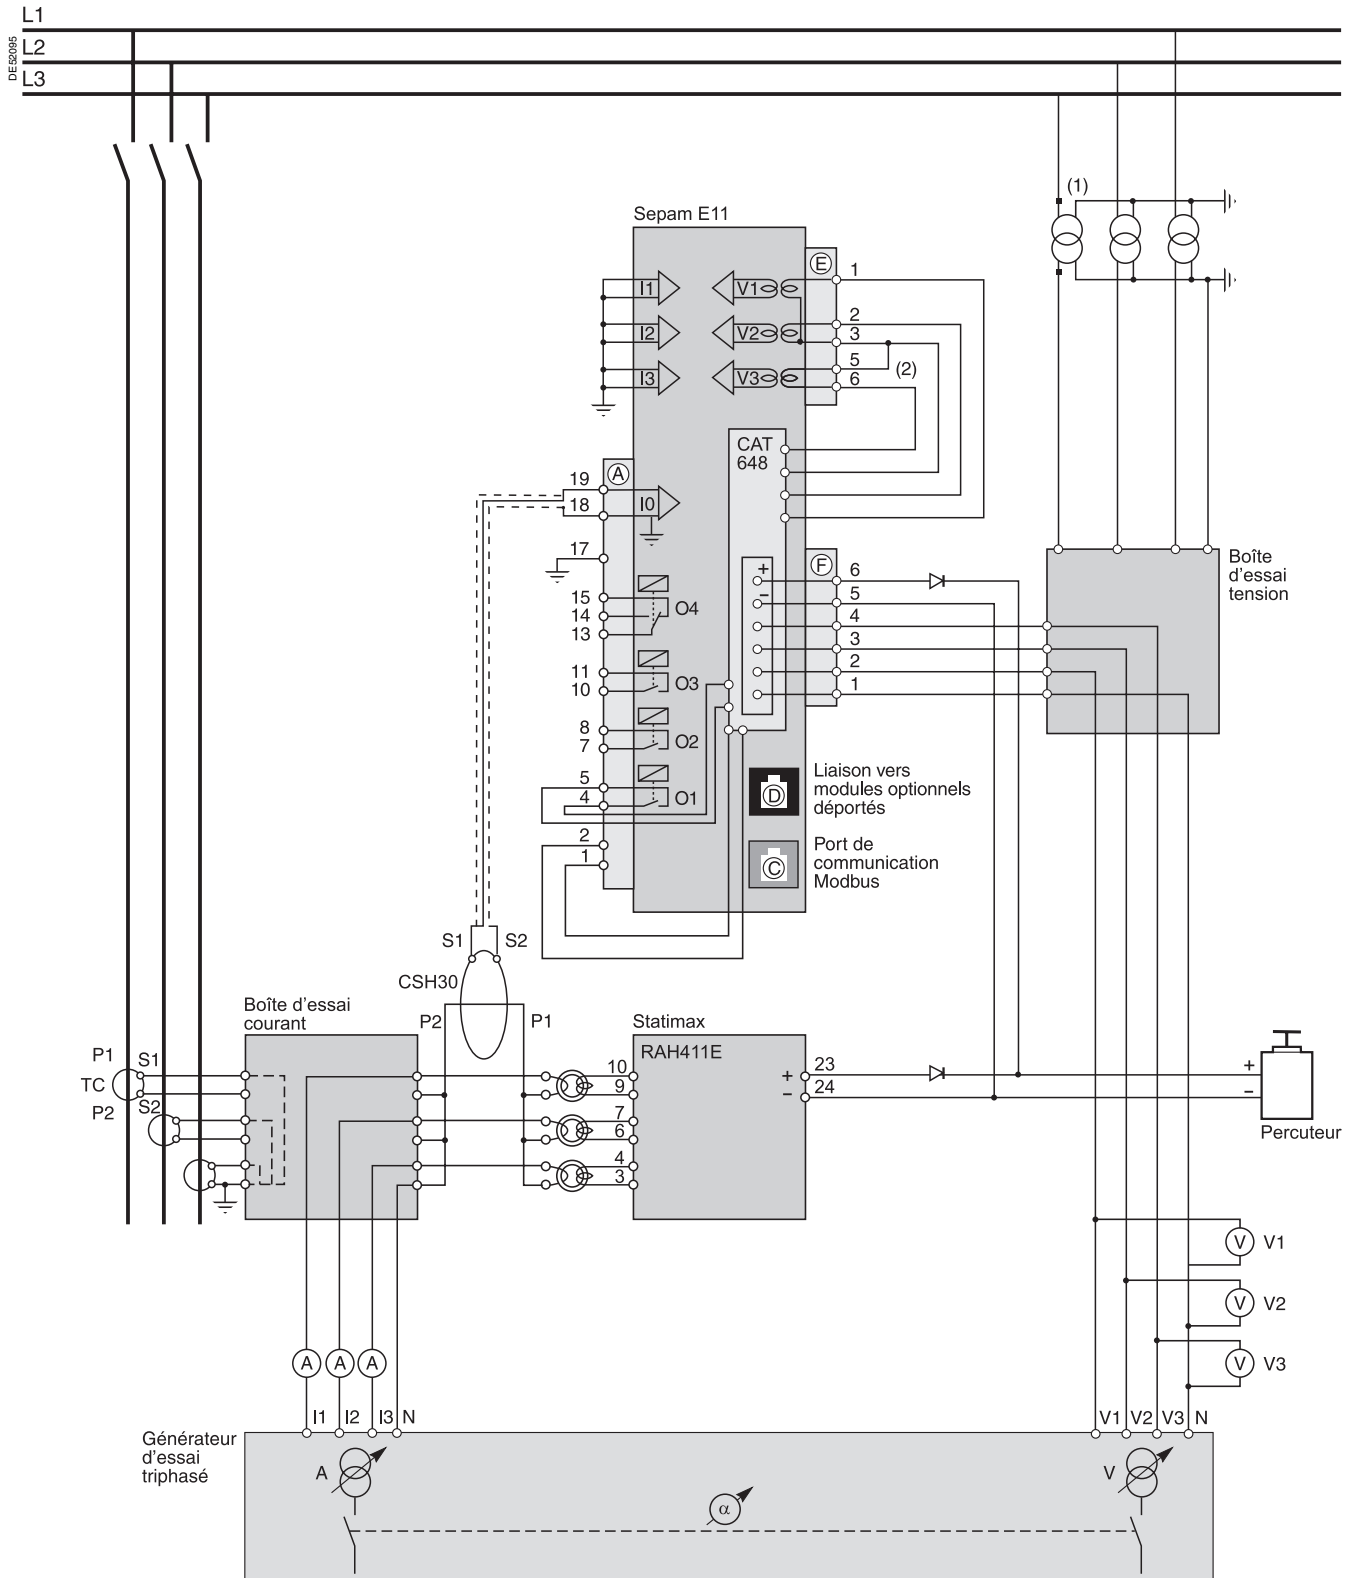 L1
DE52095
L2
L3
(1)
Sepam E11
E
1
I1
V1
2
I2
V2
3
5
(2)
I3
V3
6
CAT
648
A
19
18
I0
17
F
+
6
–
5
4
3
2
1
Boîte
d'essai
tension
15
14
O4
13
11
O3
10
8
O2
7
5
O1
4
2
1
D
Liaison vers
modules optionnels
déportés
C
Port de
communication
Modbus
S1
S2
CSH30
P2
P1
Boîte d'essai
courant
Statimax
RAH411E
P1
S1
TC
P2
S2
10
9
7
6
4
3
+
23
–
24
+
–
Percuteur
V
V1
V
V2
V
V3
A
A
A
I1
I2
I3
N
V1
V2
V3
N
Générateur
d'essai
triphasé
A
V
α